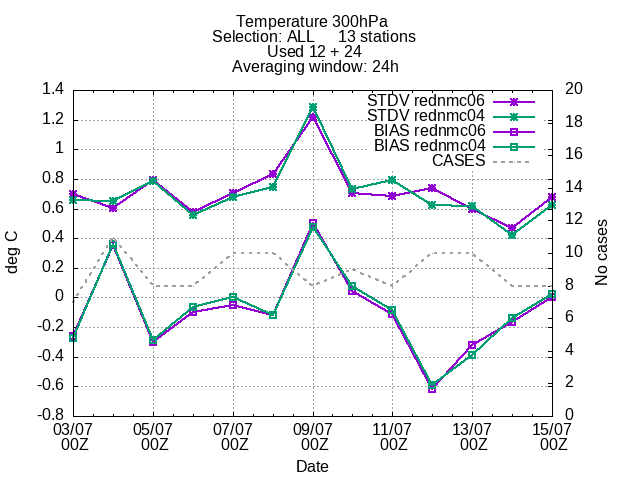 Temperature 300hPa
Selection: ALL 13 stations
Used 12 + 24
Averaging window: 24h
STDV rednmc06
STDV rednmc04
BIAS rednmc06
BIAS rednmc04
CASES
deg C
1.4
1.2
1
0.8
0.6
0.4
0.2
0
-0.2
-0.4
-0.6
-0.8
20
18
16
14
12
10
8
6
4
2
0
No cases
03/07 05/07 07/07 09/07 11/07 13/07 15/07
00Z 00Z 00Z 00Z 00Z 00Z 00Z
Date